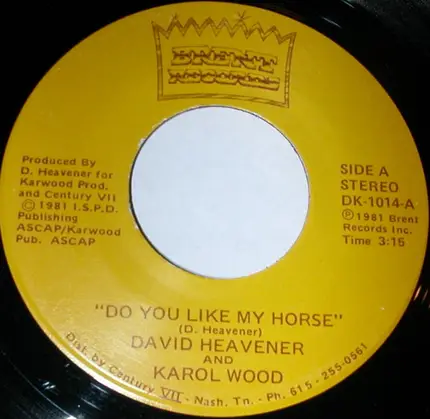 BRENT
RECORDS
Produced By
D. Heavener for
Karwood Prod.
and Century VII
© 1981 I.S.P.D.
Publishing
ASCAP/Karwood
Pub. ASCAP
SIDE A
STEREO
DK-1014-A
℗ 1981 Brent
Records Inc.
Time 3:15
"DO YOU LIKE MY HORSE"
(D. Heavener)
DAVID HEAVENER
AND
KAROL WOOD
Dist. by Century VII - Nash. Tn. - Ph. 615-255-0561